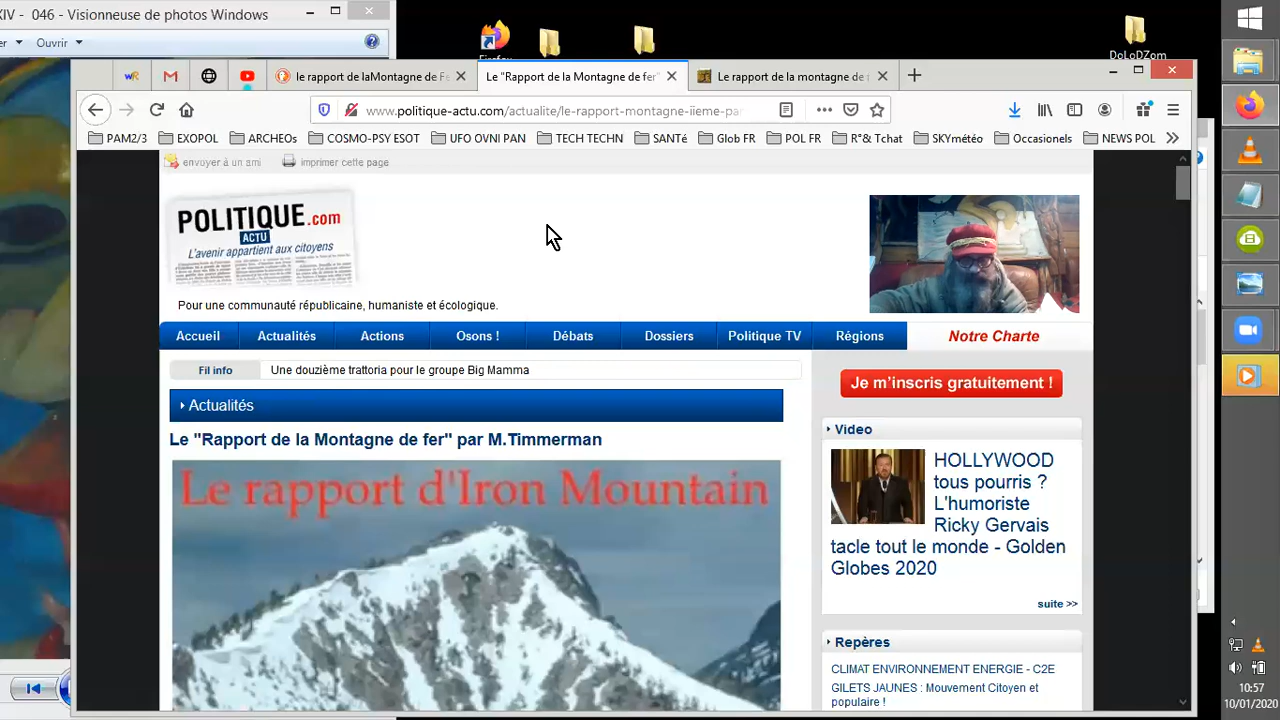 XIV - 046 - Visionneuse de photos Windows
Ouvrir
Firefox
DoLoDZom
le rapport de laMontagne de Fe
Le "Rapport de la Montagne de fer"
Le rapport de la montagne de
www.politique-actu.com/actualite/le-rapport-montagne-iieme-pa
PAM2/3
EXOPOL
ARCHEOs
COSMO-PSY ESOT
UFO OVNI PAN
TECH TECHN
SANTé
Glob FR
POL FR
R°& Tchat
SKYmétéo
Occasionels
NEWS POL
envoyer à un ami
imprimer cette page
POLITIQUE.com
ACTU
L'avenir appartient aux citoyens
Pour une communauté républicaine, humaniste et écologique.
Accueil
Actualités
Actions
Osons !
Débats
Dossiers
Politique TV
Régions
Notre Charte
Fil info
Une douzième trattoria pour le groupe Big Mamma
Je m'inscris gratuitement !
Actualités
Le "Rapport de la Montagne de fer" par M.Timmerman
Le rapport d'Iron Mountain
Video
HOLLYWOOD
tous pourris ?
L'humoriste
Ricky Gervais
tacle tout le monde - Golden
Globes 2020
suite >>
Repères
CLIMAT ENVIRONNEMENT ENERGIE - C2E
GILETS JAUNES : Mouvement Citoyen et
populaire !
10:57
10/01/2020